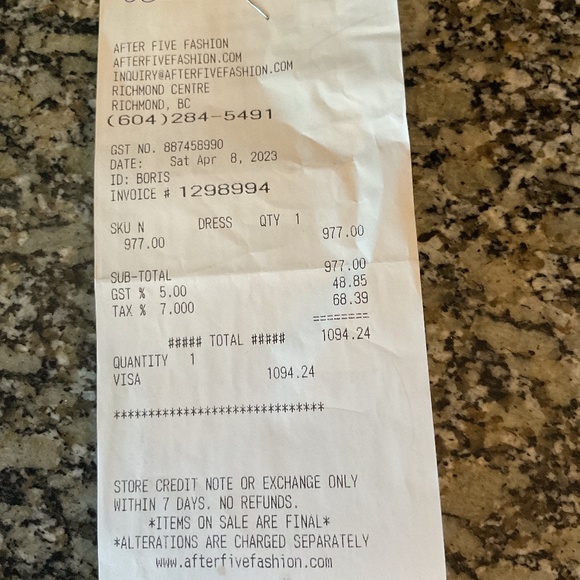 AFTER FIVE FASHION
AFTERFIVEFASHION.COM
INQUIRY@AFTERFIVEFASHION.COM
RICHMOND CENTRE
RICHMOND, BC
(604)284-5491
GST NO. 887458990
DATE: Sat Apr 8, 2023
ID: BORIS
INVOICE # 1298994
SKU N DRESS QTY 1
977.00 977.00
SUB-TOTAL 977.00
GST % 5.00 48.85
TAX % 7.000 68.39
========
##### TOTAL ##### 1094.24
QUANTITY 1
VISA 1094.24
******************************
STORE CREDIT NOTE OR EXCHANGE ONLY
WITHIN 7 DAYS. NO REFUNDS.
*ITEMS ON SALE ARE FINAL*
*ALTERATIONS ARE CHARGED SEPARATELY
www.afterfivefashion.com